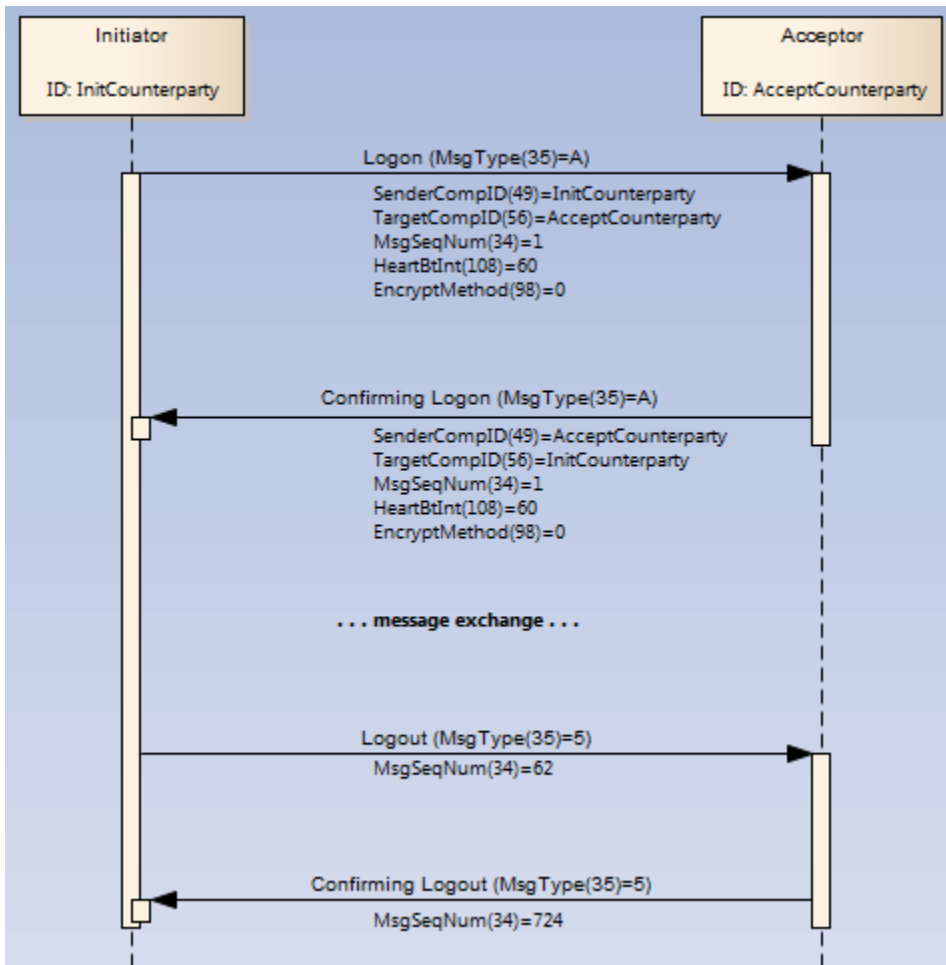 Initiator
ID: InitCounterparty
Acceptor
ID: AcceptCounterparty
Logon (MsgType(35)=A)
SenderCompID(49)=InitCounterparty
TargetCompID(56)=AcceptCounterparty
MsgSeqNum(34)=1
HeartBtInt(108)=60
EncryptMethod(98)=0
Confirming Logon (MsgType(35)=A)
SenderCompID(49)=AcceptCounterparty
TargetCompID(56)=InitCounterparty
MsgSeqNum(34)=1
HeartBtInt(108)=60
EncryptMethod(98)=0
. . . message exchange . . .
Logout (MsgType(35)=5)
MsgSeqNum(34)=62
Confirming Logout (MsgType(35)=5)
MsgSeqNum(34)=724